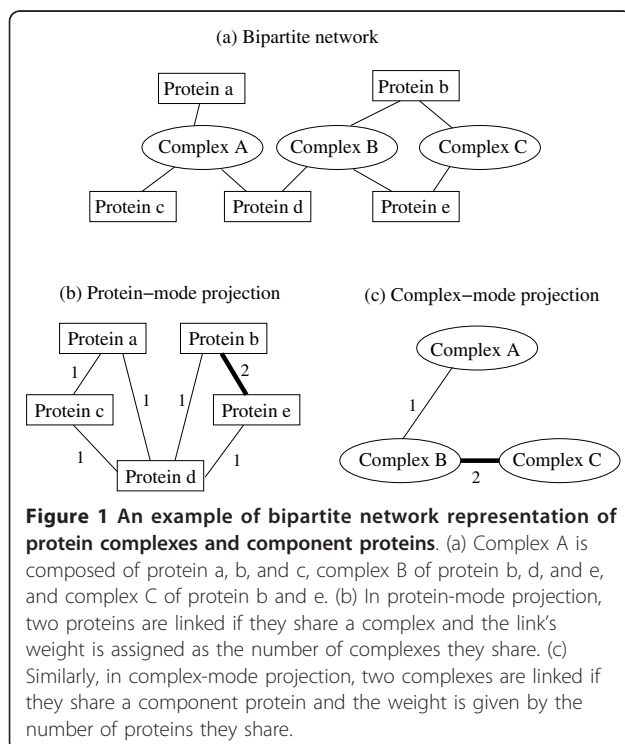 (a) Bipartite network
Protein a
Protein b
Complex A
Complex B
Complex C
Protein c
Protein d
Protein e
(b) Protein−mode projection
Protein a
Protein b
1
2
Protein c
1
1
Protein e
1
1
Protein d
(c) Complex−mode projection
Complex A
1
Complex B
Complex C
2
Figure 1 An example of bipartite network representation of
protein complexes and component proteins. (a) Complex A is
composed of protein a, b, and c, complex B of protein b, d, and e,
and complex C of protein b and e. (b) In protein-mode projection,
two proteins are linked if they share a complex and the link's
weight is assigned as the number of complexes they share. (c)
Similarly, in complex-mode projection, two complexes are linked if
they share a component protein and the weight is given by the
number of proteins they share.